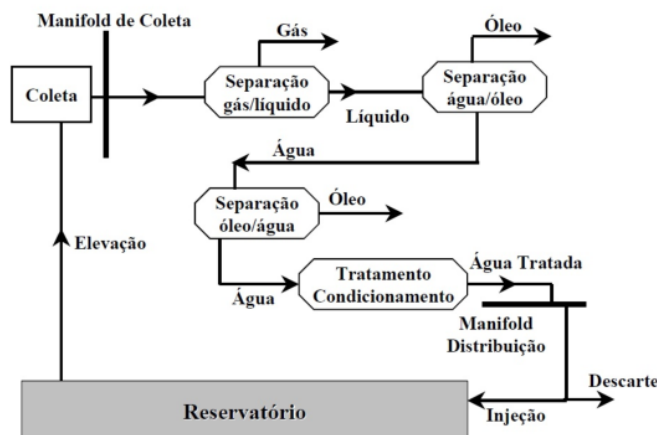 Manifold de Coleta
Gás
Óleo
Coleta
Separação
gás/líquido
Líquido
Separação
água/óleo
Água
Separação
óleo/água
Óleo
Elevação
Água
Tratamento
Condicionamento
Água Tratada
Manifold
Distribuição
Descarte
Injeção
Reservatório